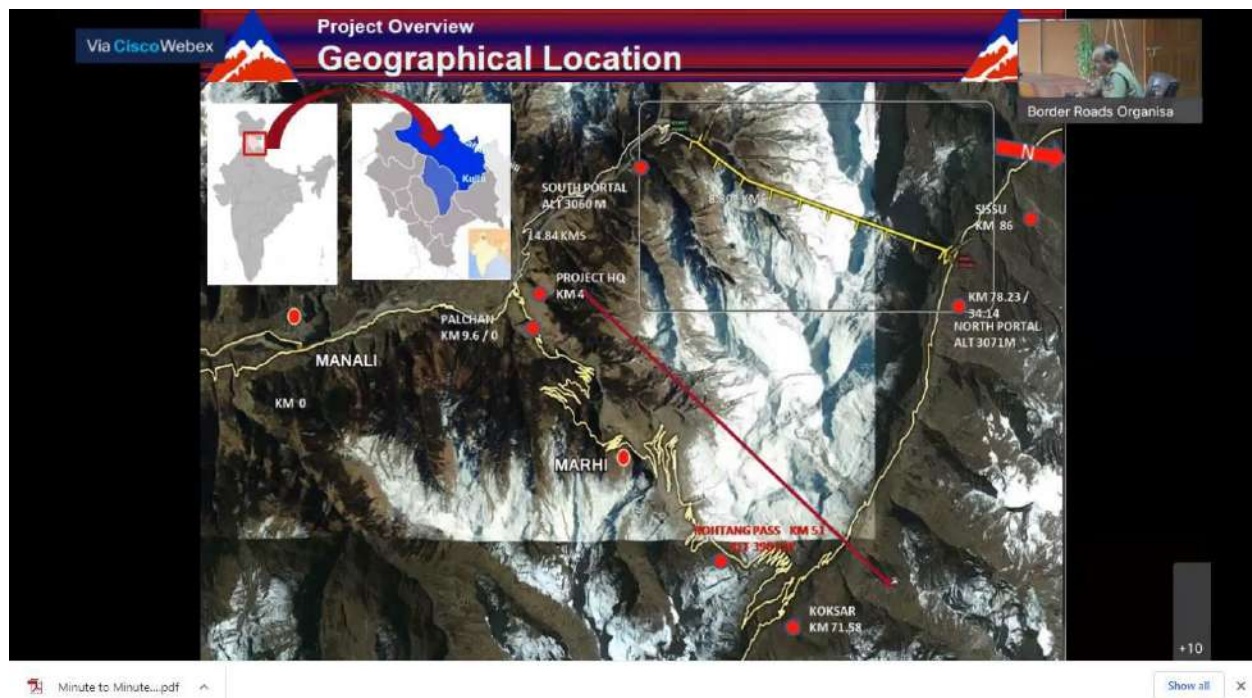 Via CiscoWebex
Project Overview
Geographical Location
Border Roads Organisa
N
SOUTH PORTAL
ALT 3060 M
14.84 KMS
SISSU
KM 86
PROJECT HQ
KM 4
KM 78.23 /
34.14
NORTH PORTAL
ALT 3071M
PALCHAN
KM 9.6 / 0
MANALI
KM 0
MARHI
ROHTANG PASS KM 51
KOKSAR
KM 71.58
+10
Minute to Minute....pdf
Show all